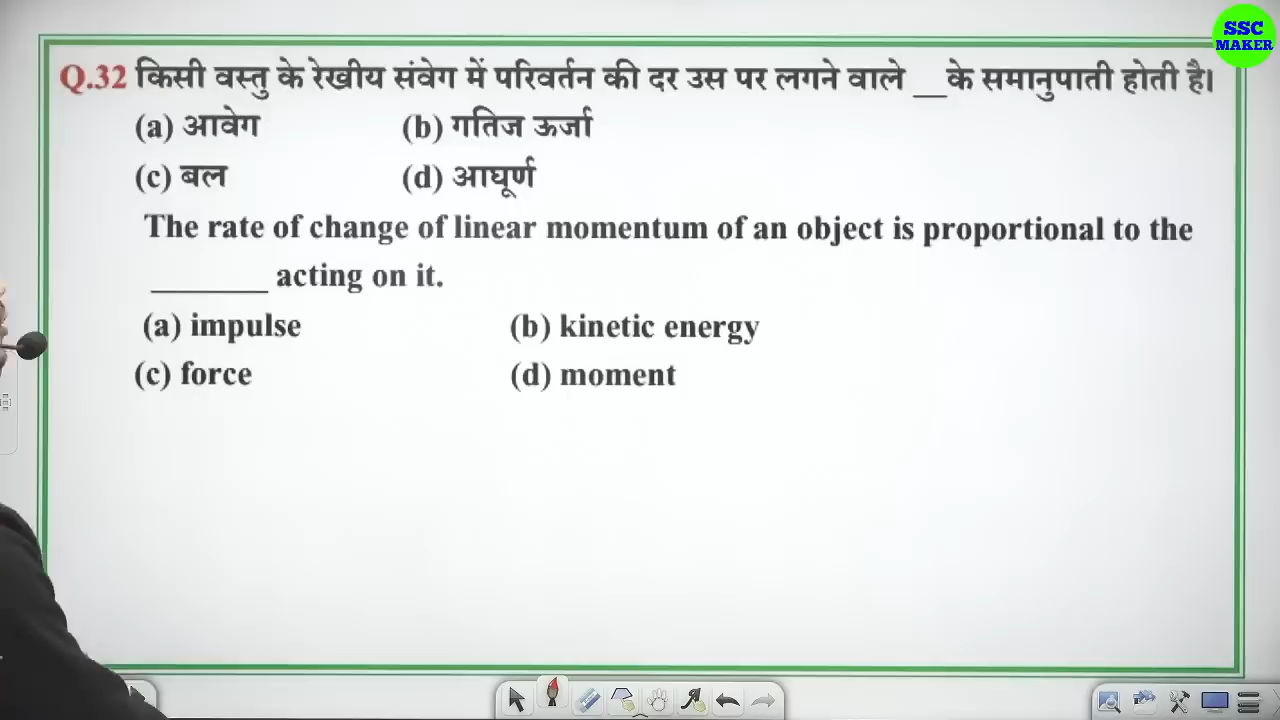 SSC
MAKER
Q.32 किसी वस्तु के रेखीय संवेग में परिवर्तन की दर उस पर लगने वाले __के समानुपाती होती है।
(a) आवेग (b) गतिज ऊर्जा
(c) बल (d) आघूर्ण
The rate of change of linear momentum of an object is proportional to the
_______ acting on it.
(a) impulse (b) kinetic energy
(c) force (d) moment